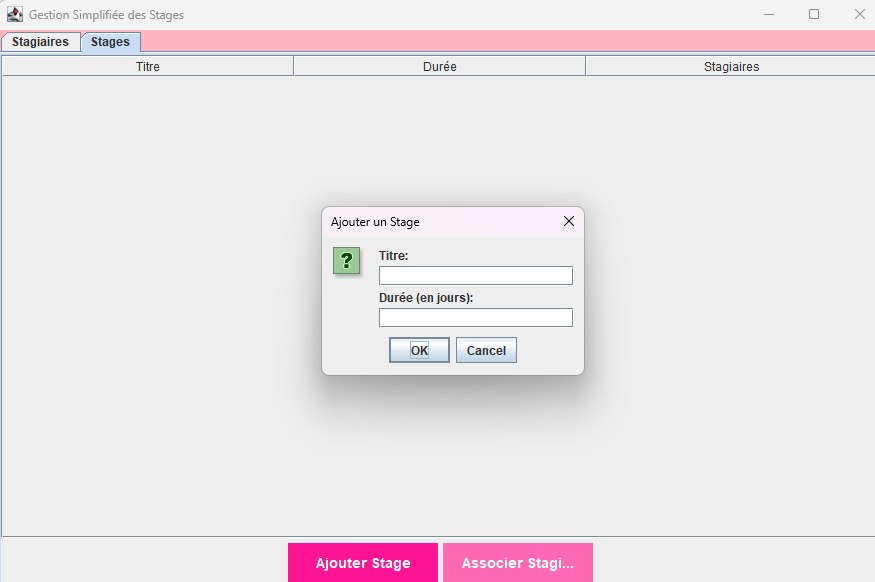 Gestion Simplifiée des Stages
Stagiaires Stages
Titre Durée Stagiaires
Ajouter un Stage
?
Titre:
Durée (en jours):
OK Cancel
Ajouter Stage Associer Stagi...